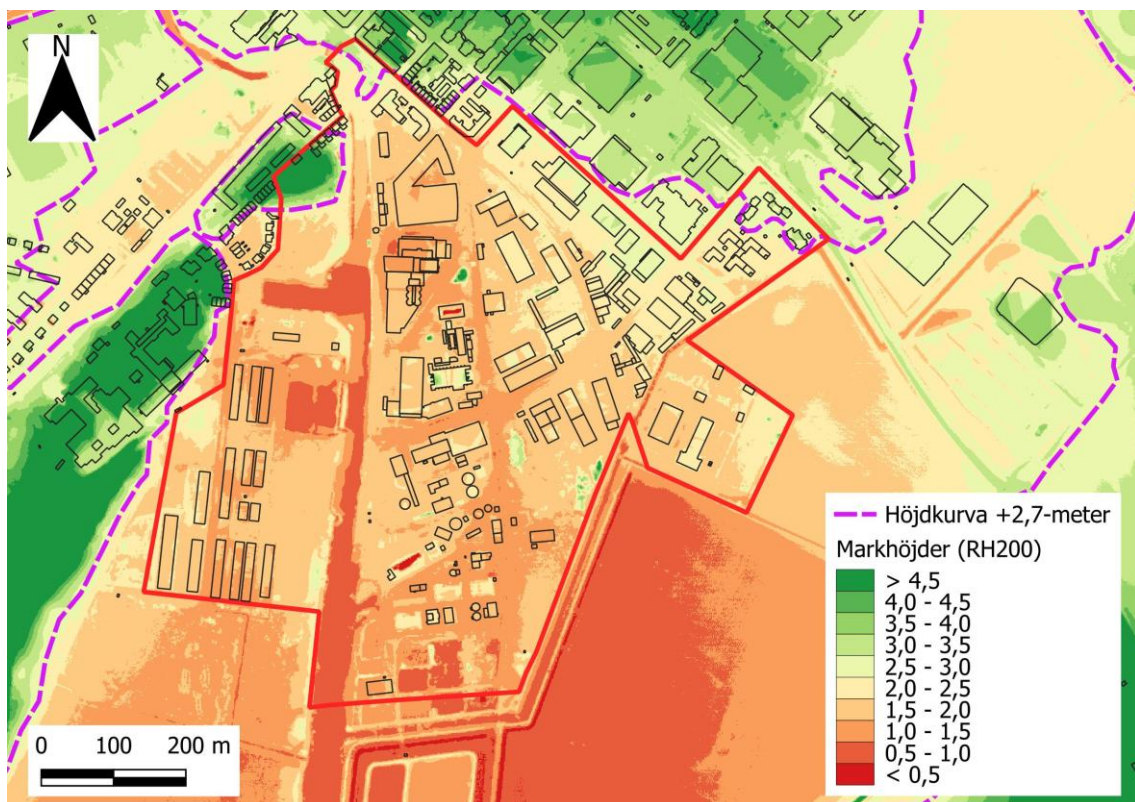 N
Höjdkurva +2,7-meter
Markhöjder (RH200)
> 4,5
4,0 - 4,5
3,5 - 4,0
3,0 - 3,5
2,5 - 3,0
2,0 - 2,5
1,5 - 2,0
1,0 - 1,5
0,5 - 1,0
< 0,5
0 100 200 m